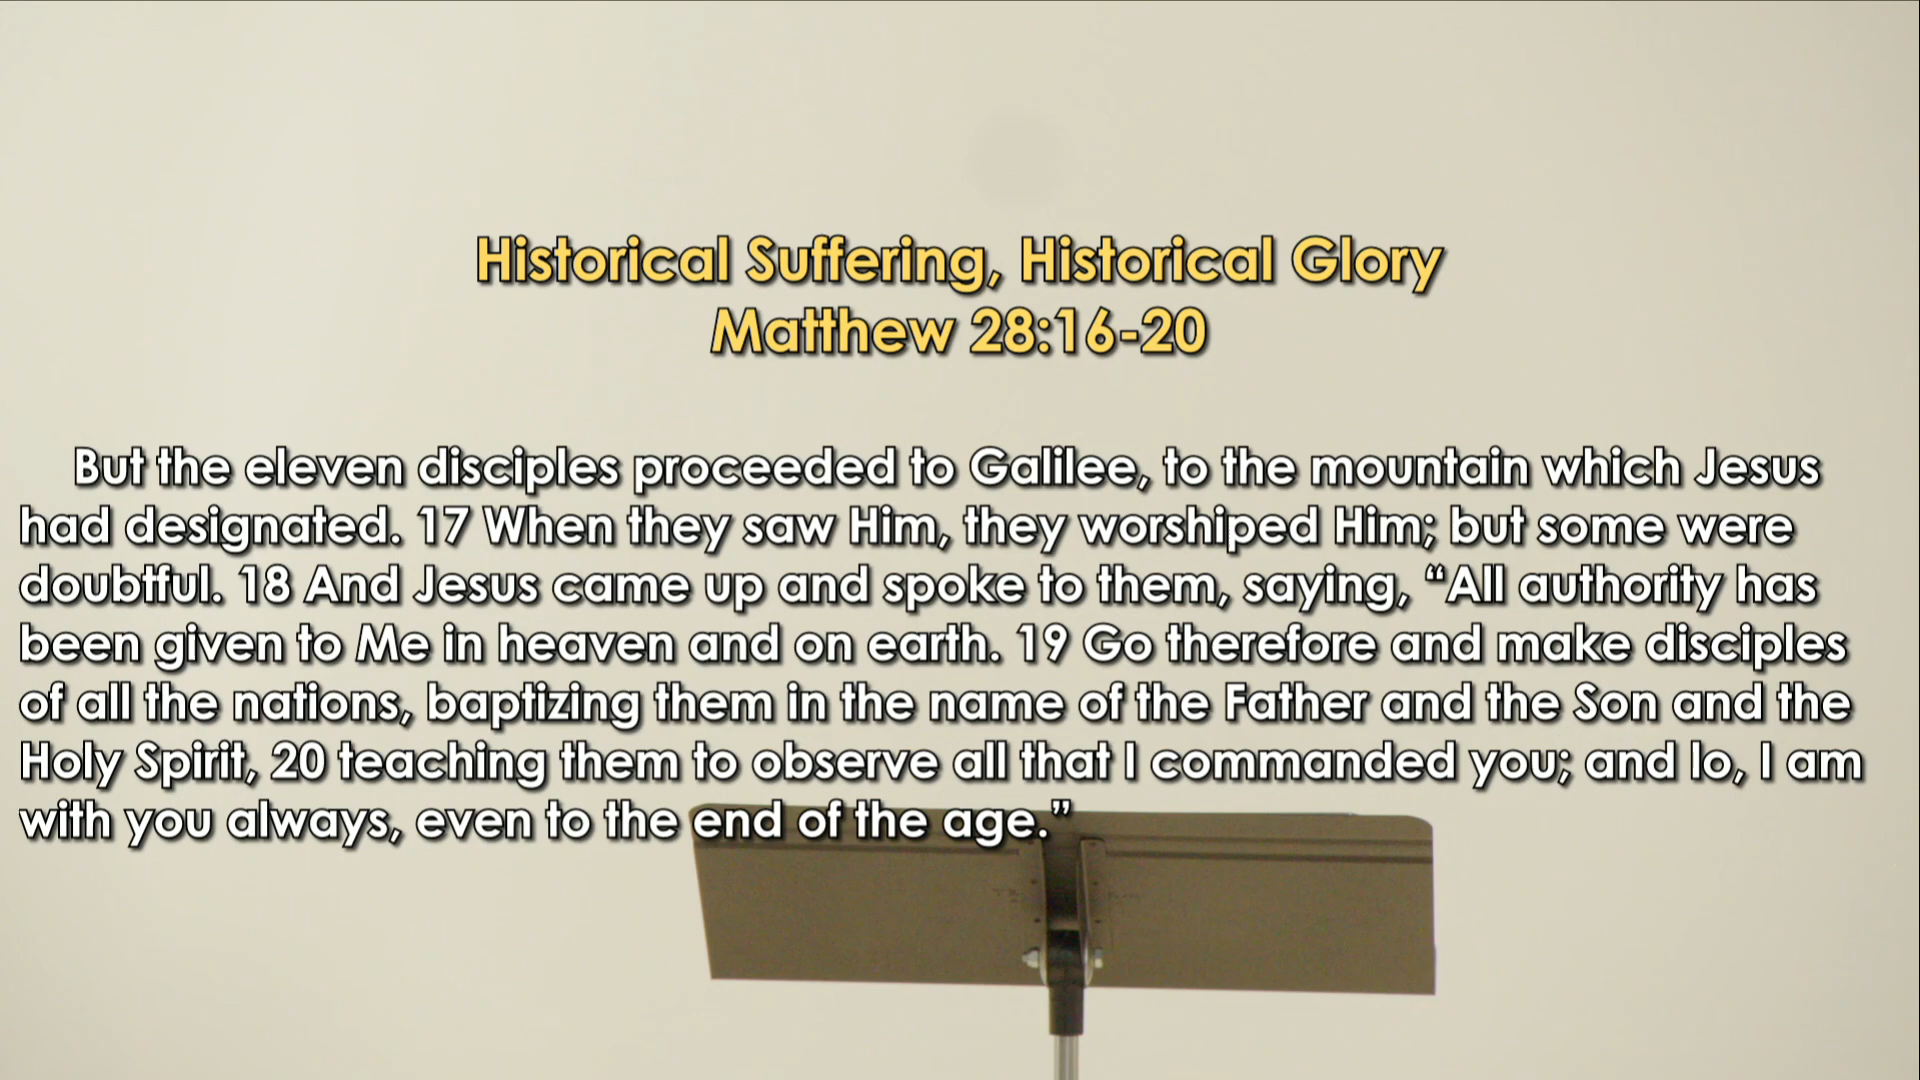 Historical Suffering, Historical Glory
Matthew 28:16-20
But the eleven disciples proceeded to Galilee, to the mountain which Jesus
had designated. 17 When they saw Him, they worshiped Him; but some were
doubtful. 18 And Jesus came up and spoke to them, saying, “All authority has
been given to Me in heaven and on earth. 19 Go therefore and make disciples
of all the nations, baptizing them in the name of the Father and the Son and the
Holy Spirit, 20 teaching them to observe all that I commanded you; and lo, I am
with you always, even to the end of the age.”